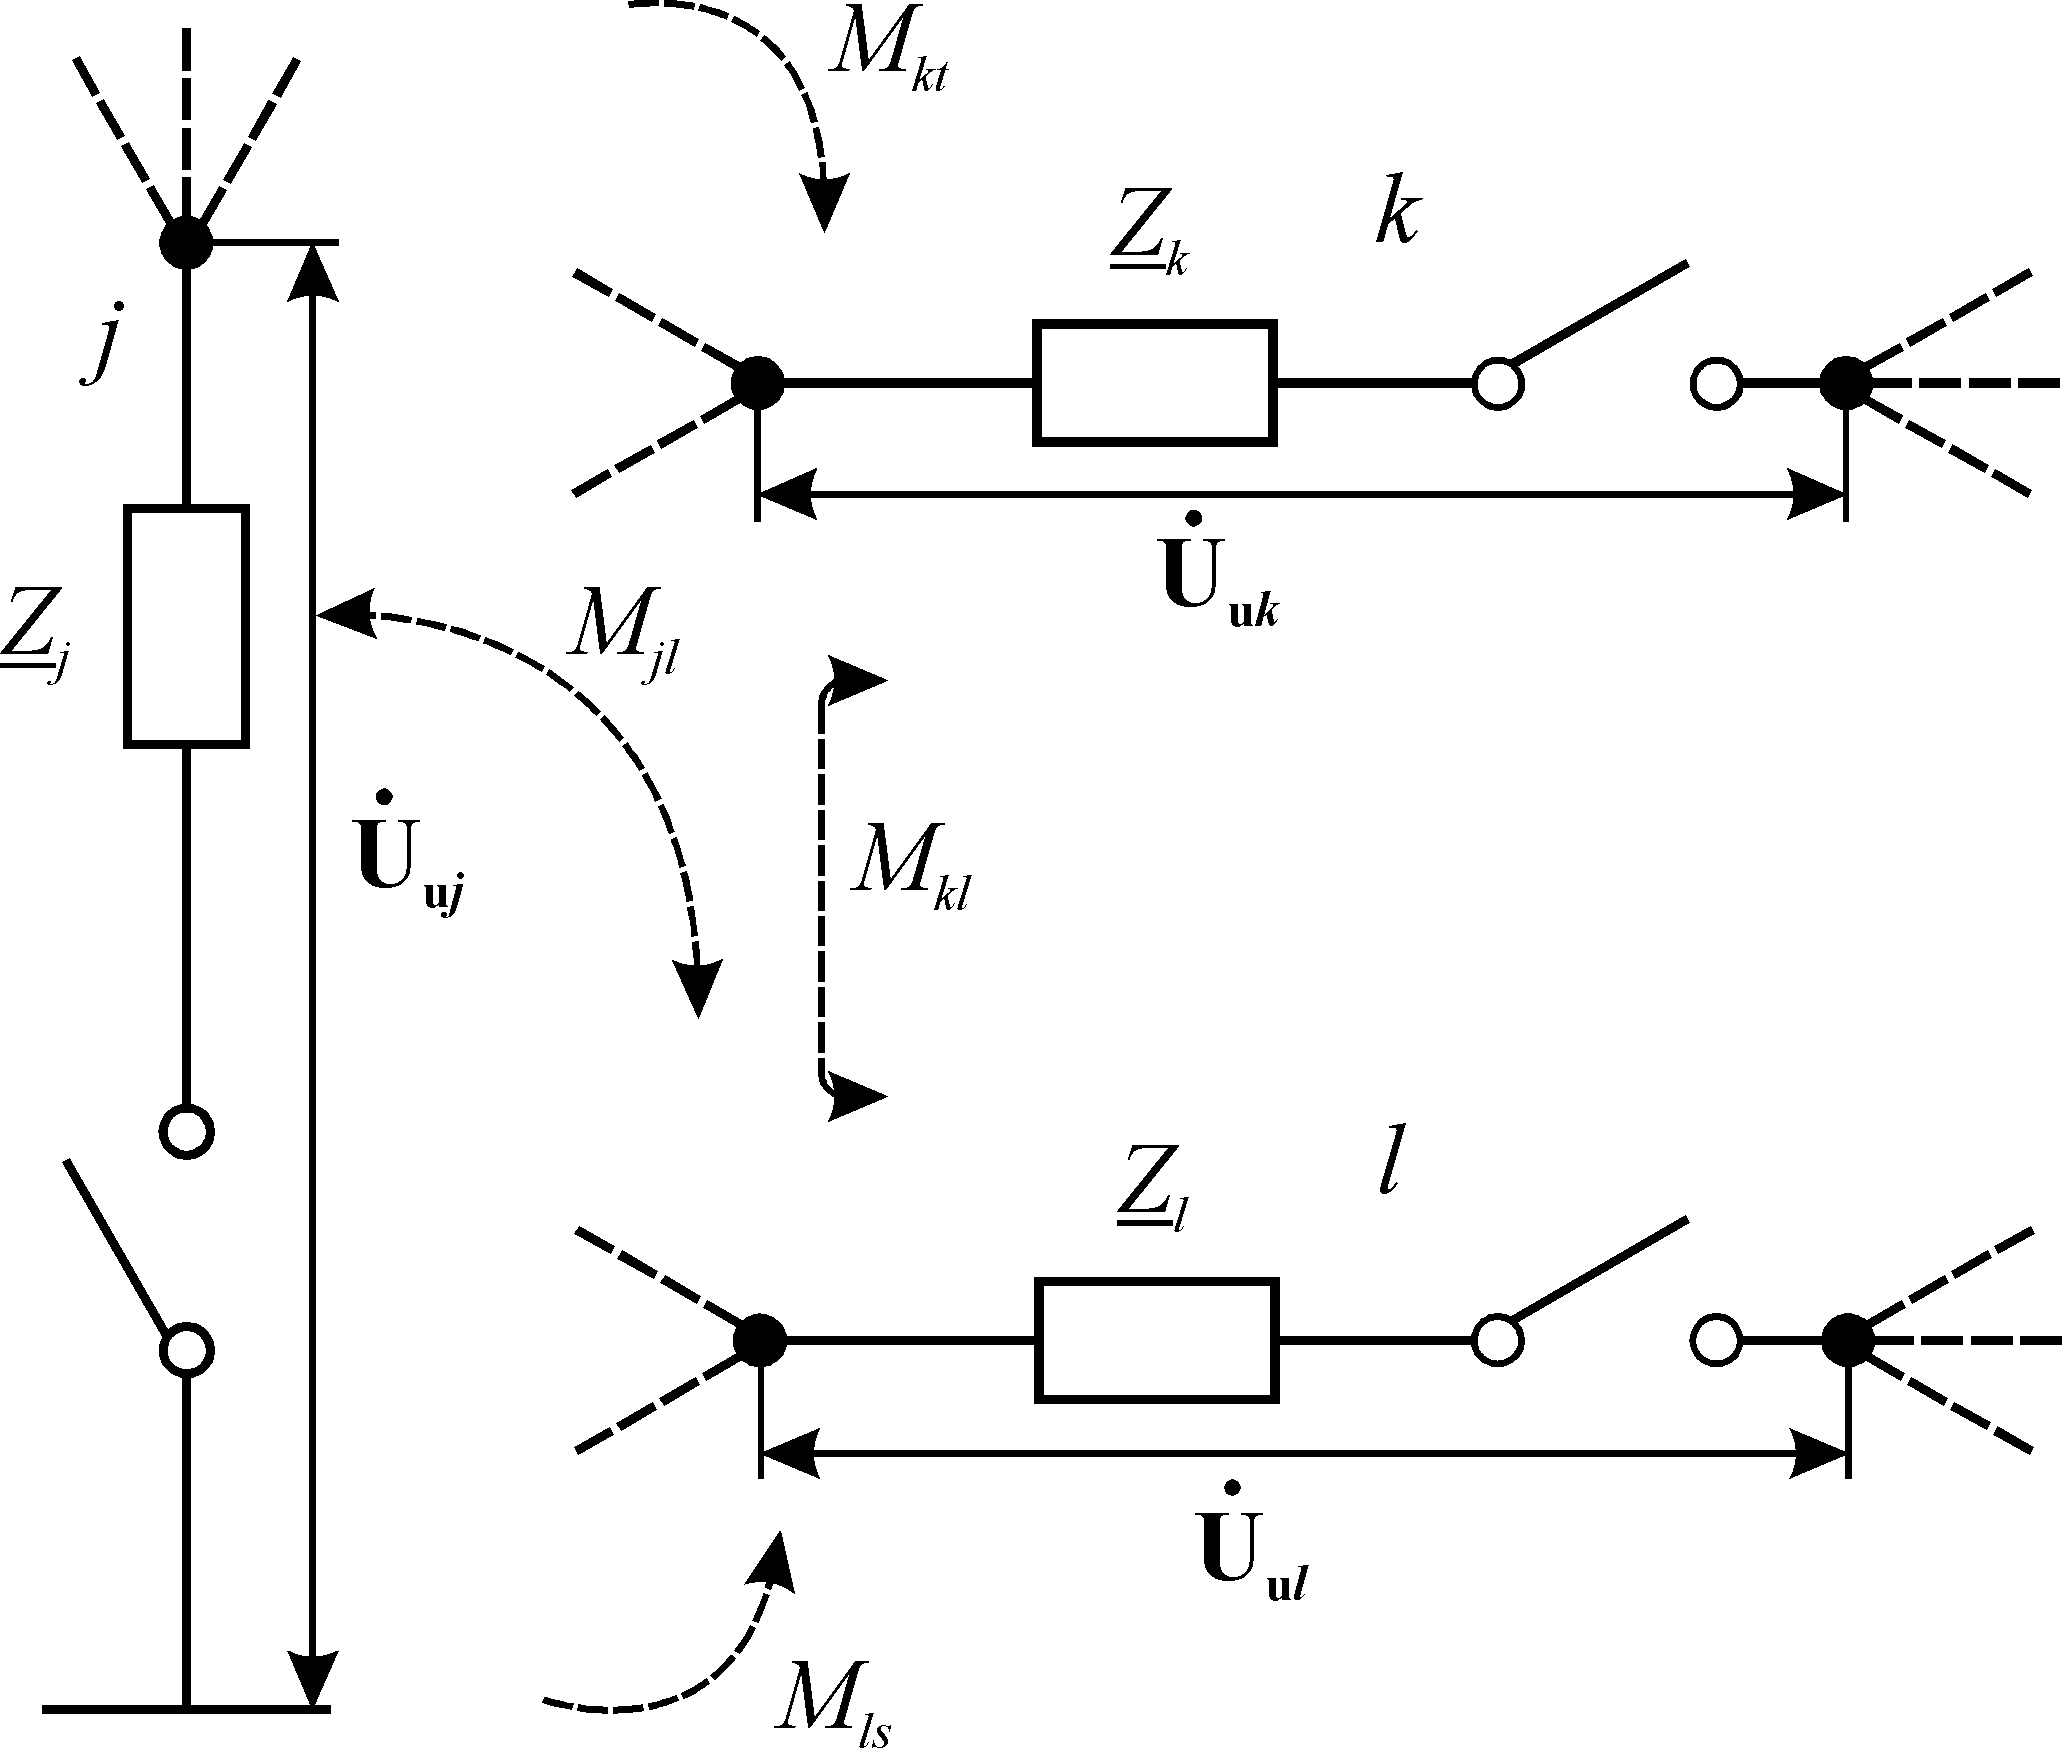 M_kt
Z_k
k
j
U̇_uk
Z_j
M_jl
U̇_uj
M_kl
Z_l
l
U̇_ul
M_ls